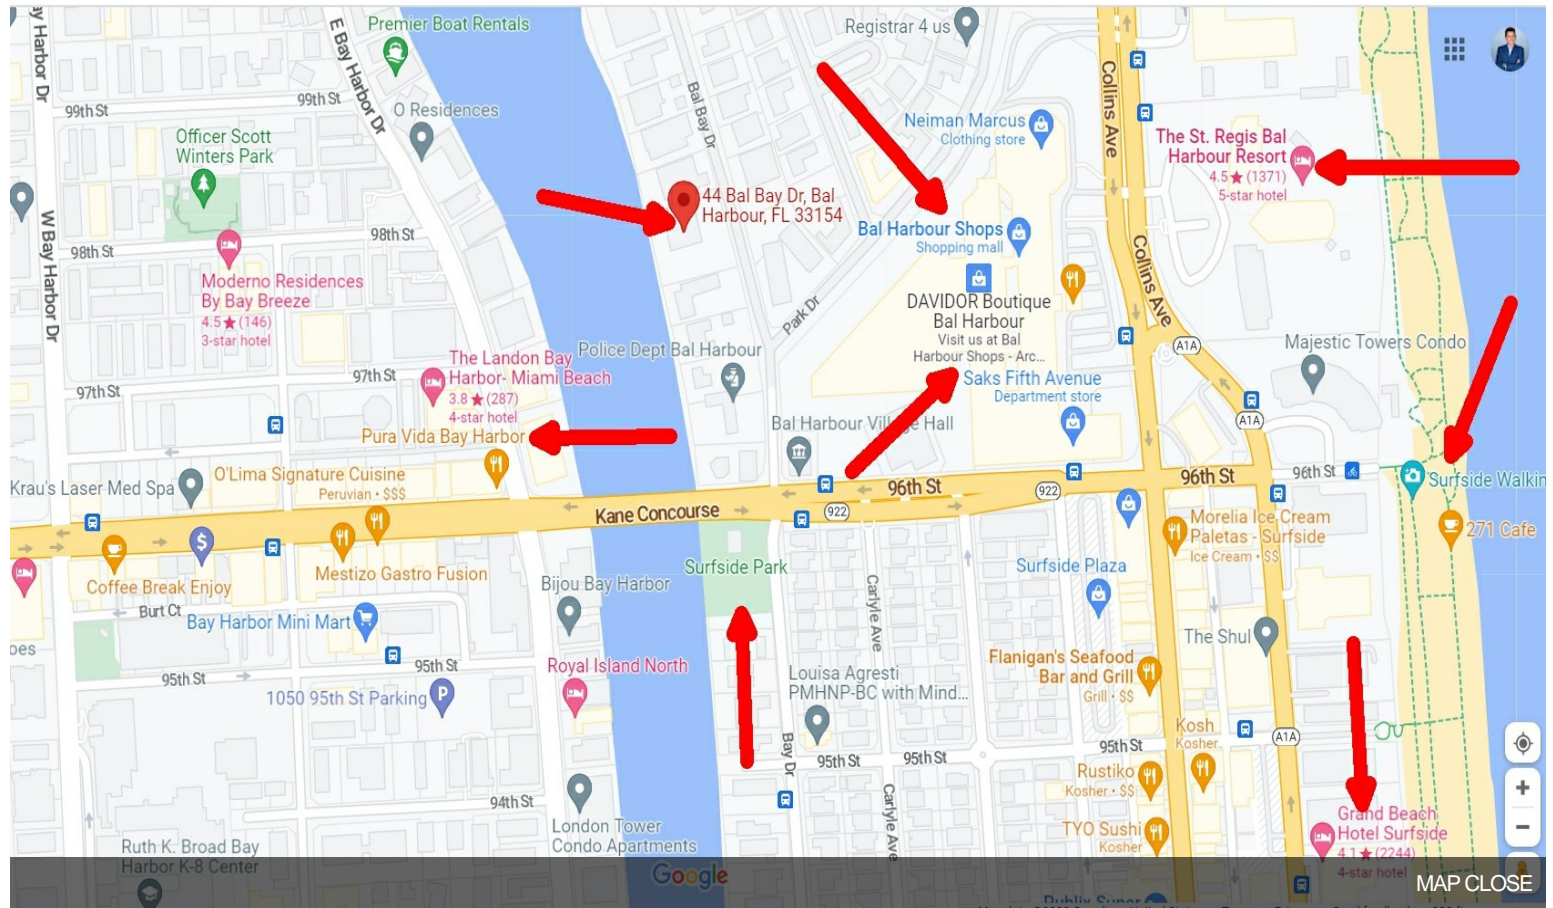 Premier Boat Rentals
Registrar 4 us
ay Harbor Dr
E Bay Harbor Dr
99th St
99th St
O Residences
Bal Bay Dr
Collins Ave
Neiman Marcus
Clothing store
Officer Scott
Winters Park
The St. Regis Bal
Harbour Resort
4.5★(1371)
5-star hotel
44 Bal Bay Dr, Bal
Harbour, FL 33154
W Bay Harbor Dr
98th St
98th St
Bal Harbour Shops
Shopping mall
Collins Ave
Moderno Residences
By Bay Breeze
4.5★(146)
3-star hotel
Park Dr
DAVIDOR Boutique
Bal Harbour
Visit us at Bal
Harbour Shops - Arc...
A1A
Majestic Towers Condo
Police Dept Bal Harbour
The Landon Bay
Harbor- Miami Beach
3.8★(287)
4-star hotel
97th St
97th St
Saks Fifth Avenue
Department store
A1A
Pura Vida Bay Harbor
Bal Harbour Village Hall
O'Lima Signature Cuisine
Peruvian • $$$
Krau's Laser Med Spa
96th St
96th St
96th St
922
Surfside Walkin
Kane Concourse
922
Morelia Ice Cream
Paletas - Surfside
Ice Cream • $$
271 Cafe
$
Coffee Break Enjoy
Mestizo Gastro Fusion
Surfside Park
Surfside Plaza
Bijou Bay Harbor
Carlyle Ave
Burt Ct
Bay Harbor Mini Mart
The Shul
oes
95th St
95th St
Royal Island North
Flanigan's Seafood
Bar and Grill
Grill • $$
Louisa Agresti
PMHNP-BC with Mind...
1050 95th St Parking
P
Kosh
Kosher
A1A
Bay Dr
95th St
95th St
95th St
Rustiko
Kosher • $$
94th St
Carlyle Ave
London Tower
Condo Apartments
TYO Sushi
Kosher
Grand Beach
Hotel Surfside
4.1★(2244)
4-star hotel
Ruth K. Broad Bay
Harbor K-8 Center
Google
MAP CLOSE